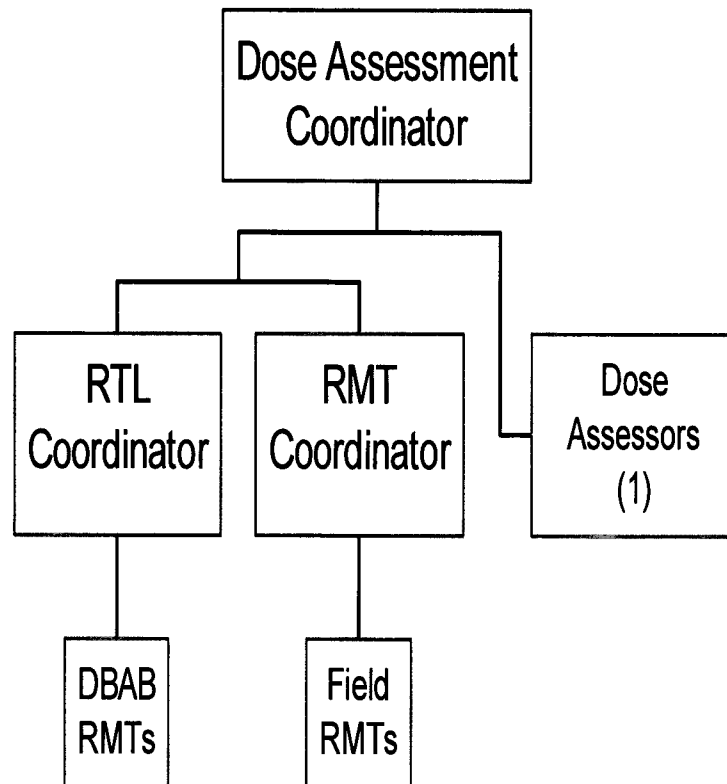 Dose Assessment
Coordinator
RTL
Coordinator
RMT
Coordinator
Dose
Assessors
(1)
DBAB
RMTs
Field
RMTs